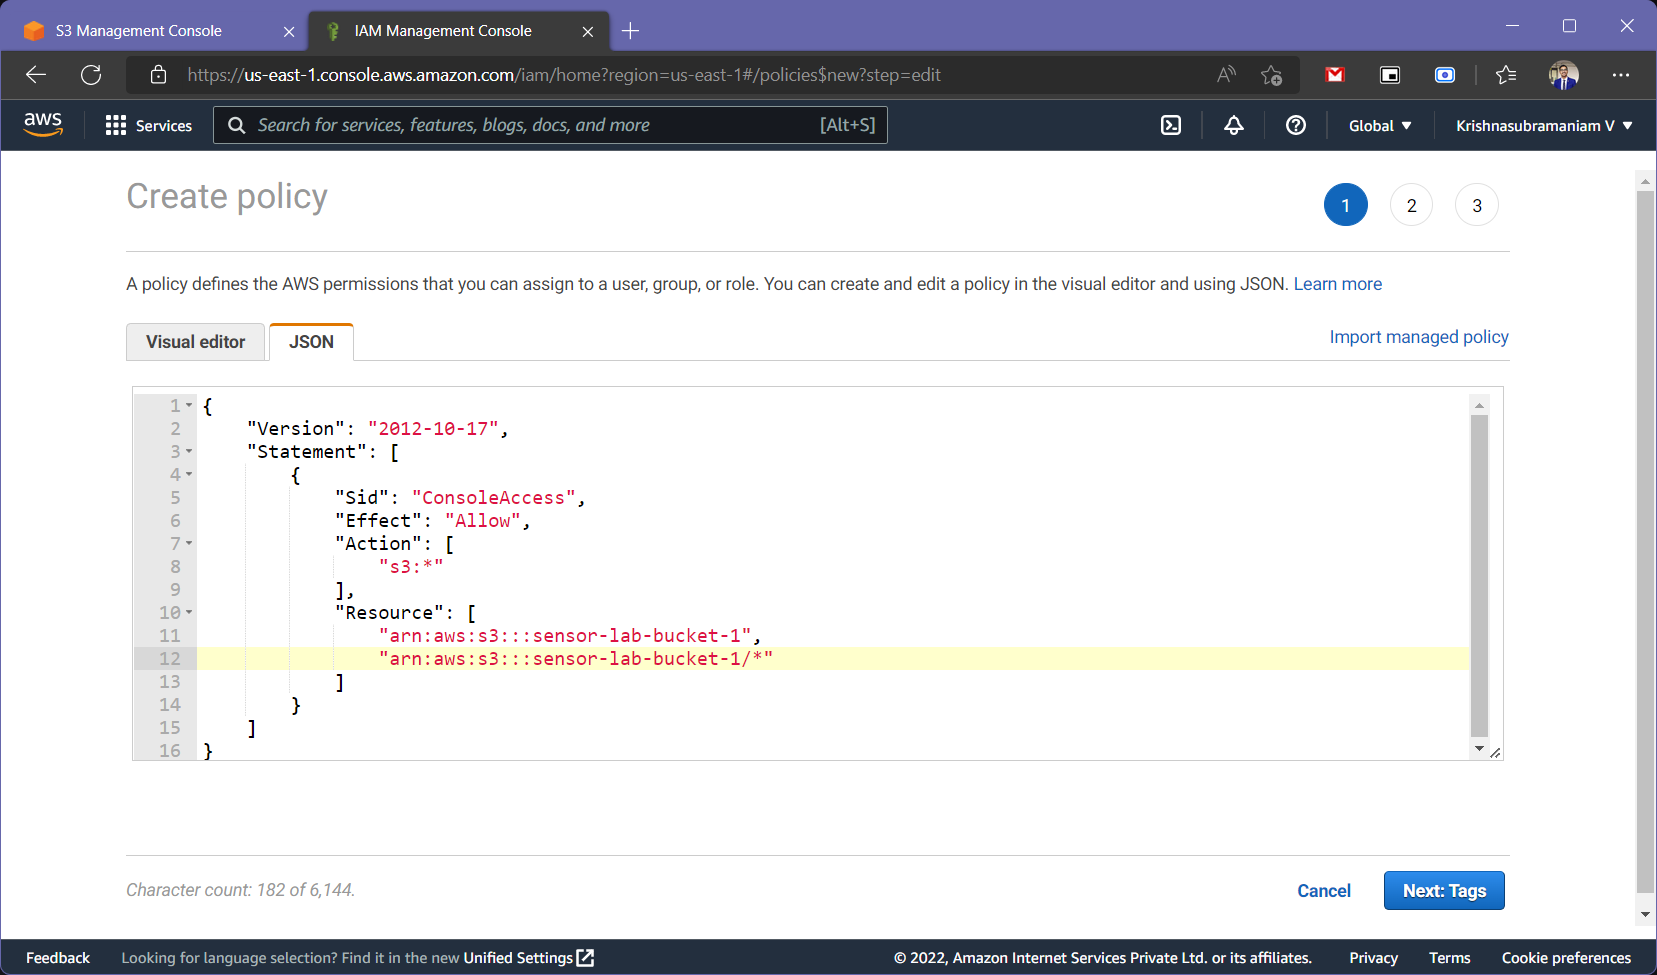 S3 Management Console
IAM Management Console
https://us-east-1.console.aws.amazon.com/iam/home?region=us-east-1#/policies$new?step=edit
aws
Services
Search for services, features, blogs, docs, and more
[Alt+S]
Global
Krishnasubramaniam V
Create policy
1
2
3
A policy defines the AWS permissions that you can assign to a user, group, or role. You can create and edit a policy in the visual editor and using JSON. Learn more
Visual editor
JSON
Import managed policy
1 {
2 "Version": "2012-10-17",
3 "Statement": [
4 {
5 "Sid": "ConsoleAccess",
6 "Effect": "Allow",
7 "Action": [
8 "s3:*"
9 ],
10 "Resource": [
11 "arn:aws:s3:::sensor-lab-bucket-1",
12 "arn:aws:s3:::sensor-lab-bucket-1/*"
13 ]
14 }
15 ]
16 }
Character count: 182 of 6,144.
Cancel
Next: Tags
Feedback
Looking for language selection? Find it in the new Unified Settings
© 2022, Amazon Internet Services Private Ltd. or its affiliates.
Privacy
Terms
Cookie preferences